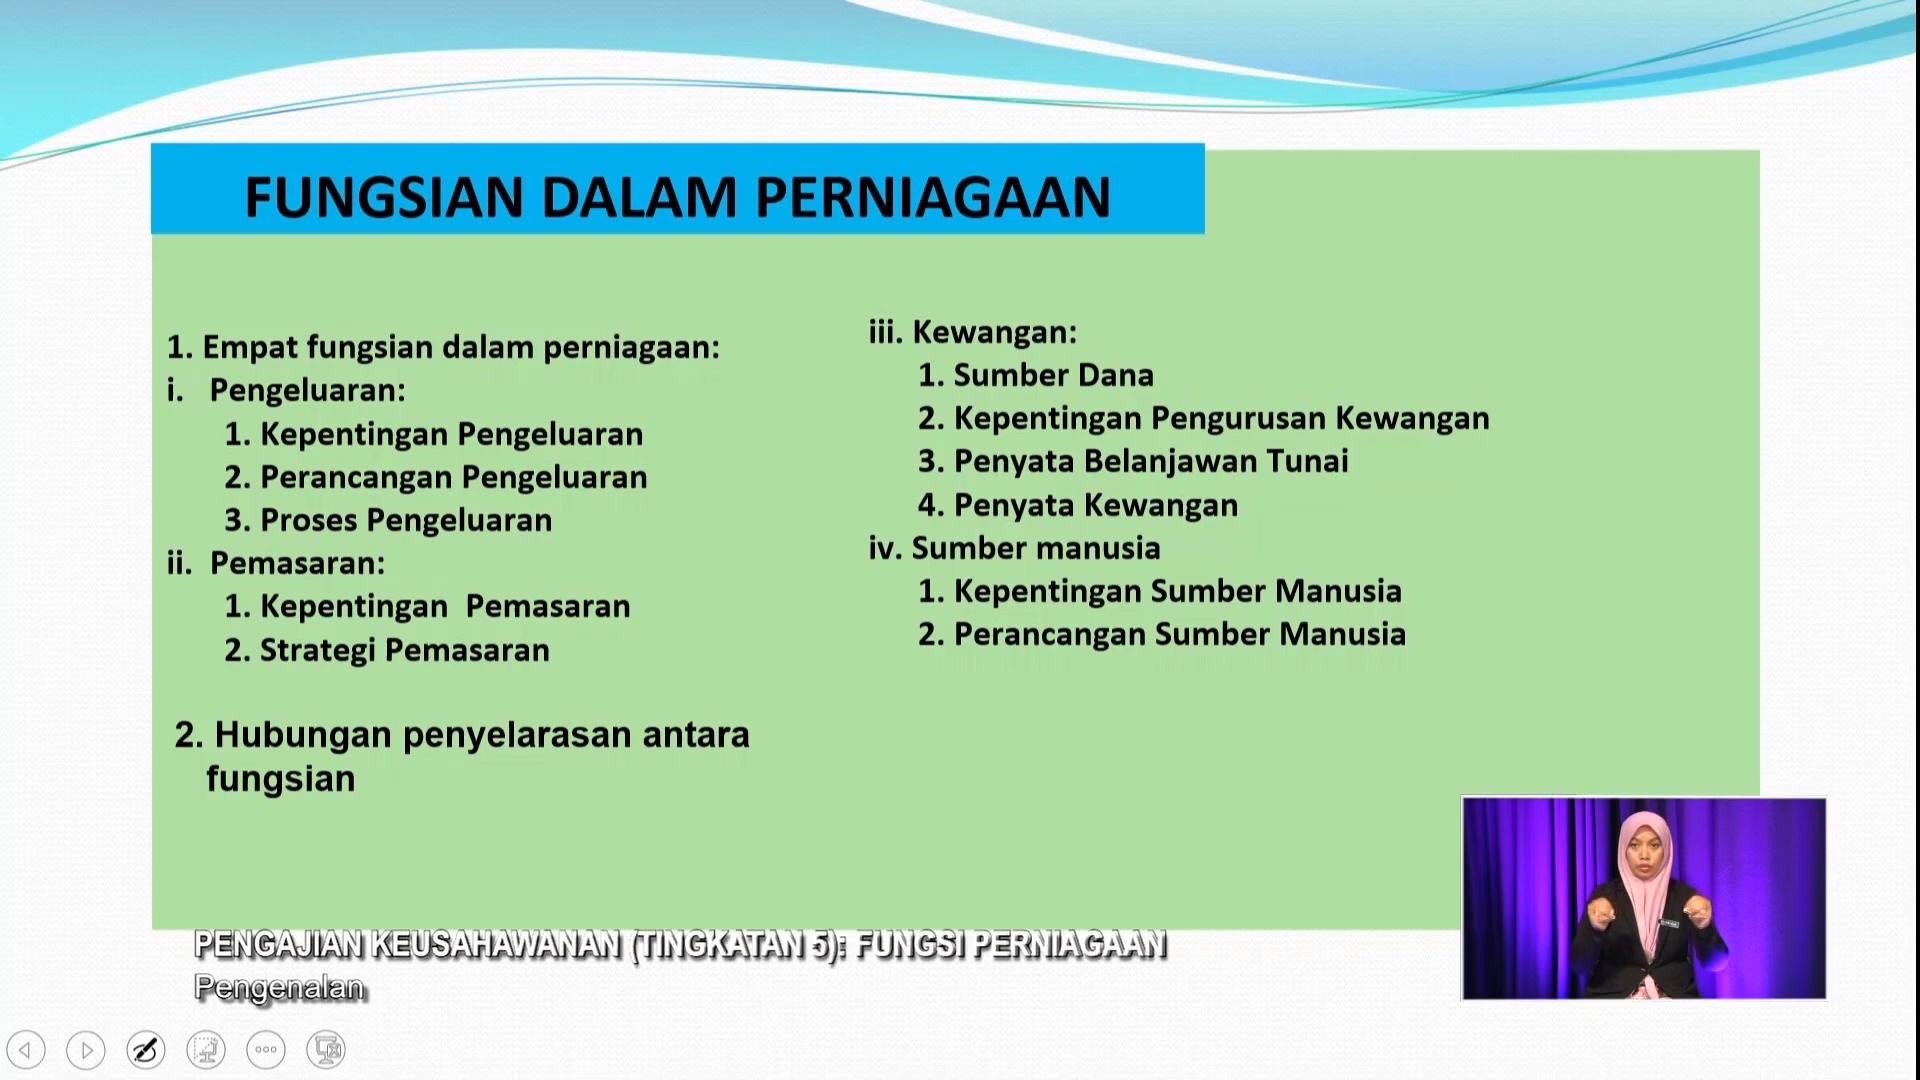 FUNGSIAN DALAM PERNIAGAAN
1. Empat fungsian dalam perniagaan:
i. Pengeluaran:
1. Kepentingan Pengeluaran
2. Perancangan Pengeluaran
3. Proses Pengeluaran
ii. Pemasaran:
1. Kepentingan Pemasaran
2. Strategi Pemasaran
2. Hubungan penyelarasan antara
fungsian
iii. Kewangan:
1. Sumber Dana
2. Kepentingan Pengurusan Kewangan
3. Penyata Belanjawan Tunai
4. Penyata Kewangan
iv. Sumber manusia
1. Kepentingan Sumber Manusia
2. Perancangan Sumber Manusia
PENGAJIAN KEUSAHAWANAN (TINGKATAN 5): FUNGSI PERNIAGAAN
Pengenalan